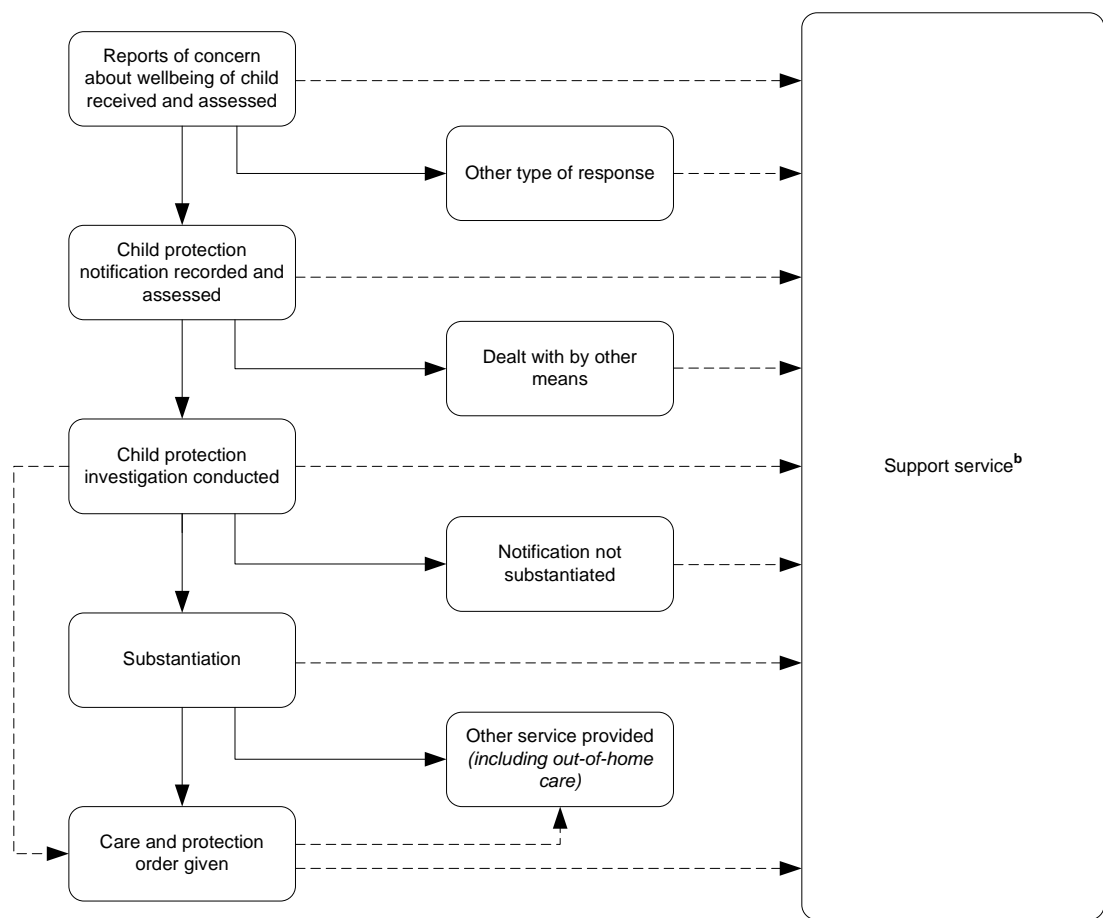 Reports of concern
about wellbeing of child
received and assessed
Other type of response
Child protection
notification recorded and
assessed
Dealt with by other
means
Child protection
investigation conducted
Support serviceᵇ
Notification not
substantiated
Substantiation
Other service provided
(including out-of-home
care)
Care and protection
order given